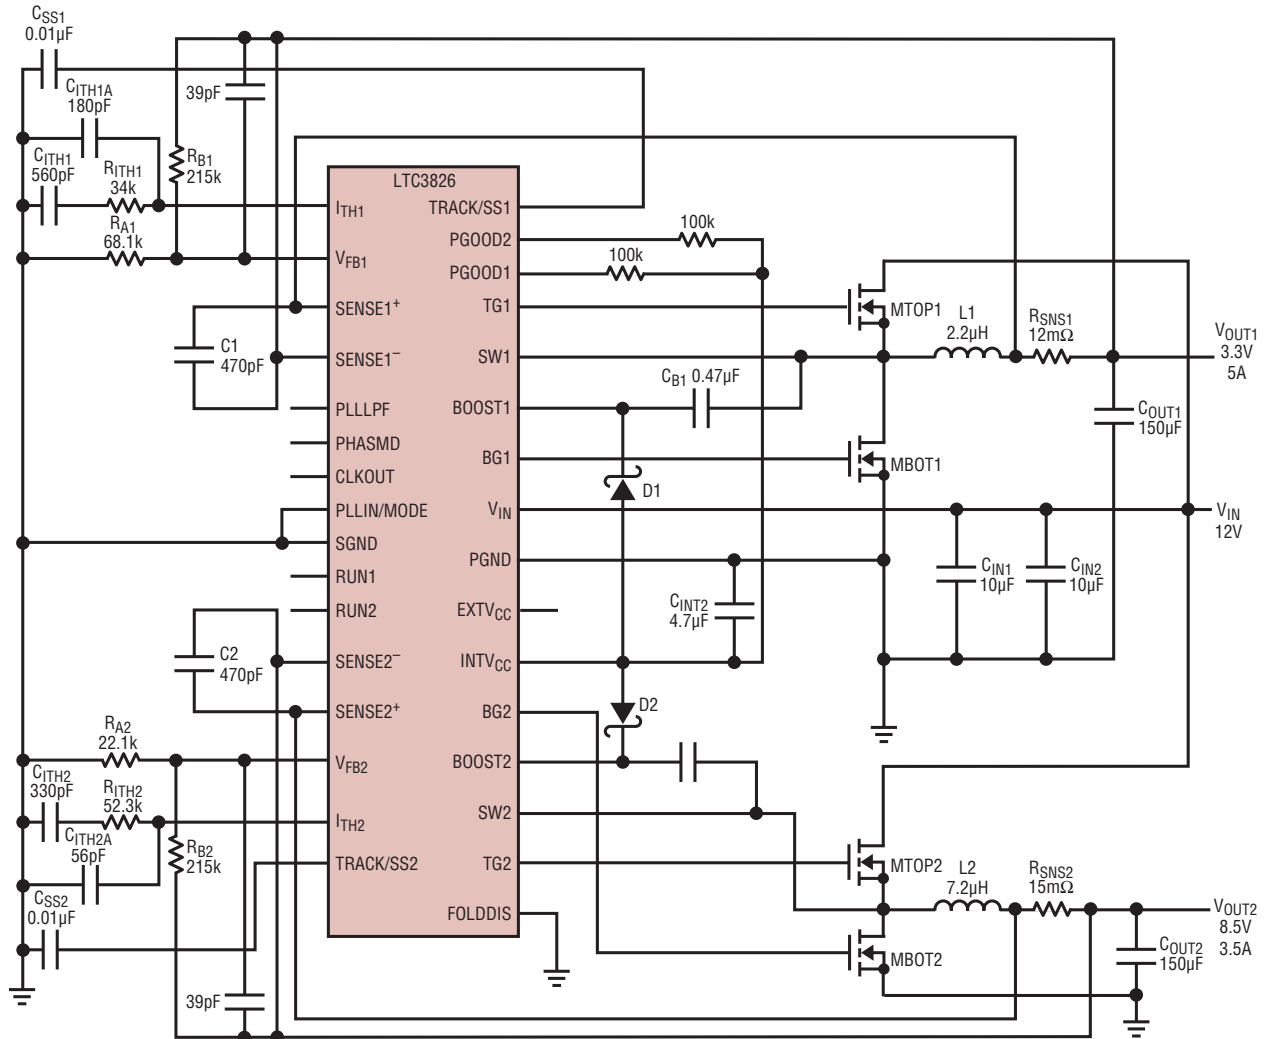 CSS1
0.01µF
CITH1A
180pF
39pF
CITH1
560pF
RITH1
34k
RB1
215k
RA1
68.1k
C1
470pF
LTC3826
ITH1
VFB1
SENSE1+
SENSE1–
PLLLPF
PHASMD
CLKOUT
PLLIN/MODE
SGND
RUN1
RUN2
SENSE2–
SENSE2+
VFB2
ITH2
TRACK/SS2
TRACK/SS1
PGOOD2
PGOOD1
TG1
SW1
BOOST1
BG1
VIN
PGND
EXTVCC
INTVCC
BG2
BOOST2
SW2
TG2
FOLDDIS
100k
100k
MTOP1
L1
2.2µH
RSNS1
12mΩ
VOUT1
3.3V
5A
CB1 0.47µF
COUT1
150µF
MBOT1
D1
VIN
12V
CIN1
10µF
CIN2
10µF
CINT2
4.7µF
C2
470pF
D2
RA2
22.1k
CITH2
330pF
RITH2
52.3k
CITH2A
56pF
RB2
215k
CSS2
0.01µF
39pF
MTOP2
L2
7.2µH
RSNS2
15mΩ
VOUT2
8.5V
3.5A
COUT2
150µF
MBOT2